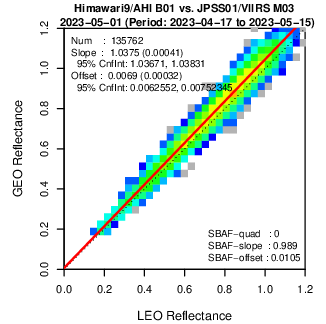 Himawari9/AHI B01 vs. JPSS01/VIIRS M03
2023-05-01 (Period: 2023-04-17 to 2023-05-15)
Num : 135762
Slope : 1.0375 (0.00041)
95% CnfInt: 1.03671, 1.03831
Offset : 0.0069 (0.00032)
95% CnfInt: 0.0062552, 0.00752345
SBAF-quad : 0
SBAF-slope : 0.989
SBAF-offset : 0.0105
GEO Reflectance
1.2
1.0
0.8
0.6
0.4
0.2
0.0
0.0 0.2 0.4 0.6 0.8 1.0 1.2
LEO Reflectance